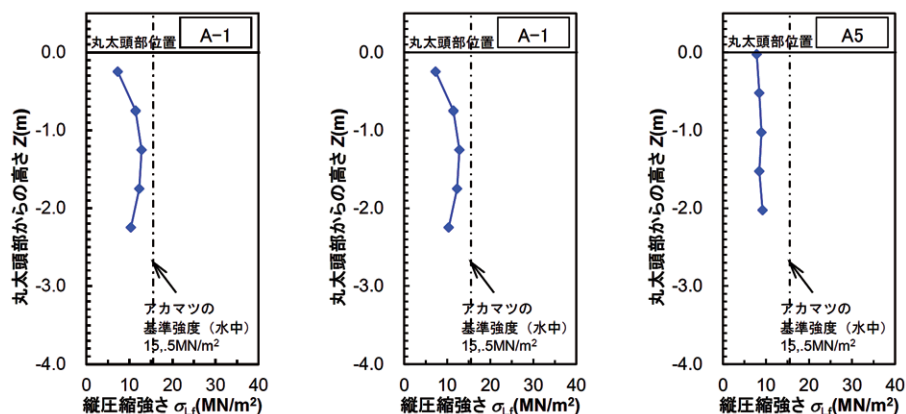 丸太頭部位置 A-1
0.0
-1.0
-2.0
-3.0
-4.0
丸太頭部からの高さ Z(m)
アカマツの
基準強度（水中）
15,.5MN/m²
0 10 20 30 40
縦圧縮強さ σLf(MN/m²)
丸太頭部位置 A-1
0.0
-1.0
-2.0
-3.0
-4.0
丸太頭部からの高さ Z(m)
アカマツの
基準強度（水中）
15,.5MN/m²
0 10 20 30 40
縦圧縮強さ σLf(MN/m²)
丸太頭部位置 A5
0.0
-1.0
-2.0
-3.0
-4.0
丸太頭部からの高さ Z(m)
アカマツの
基準強度（水中）
15,.5MN/m²
0 10 20 30 40
縦圧縮強さ σLf(MN/m²)